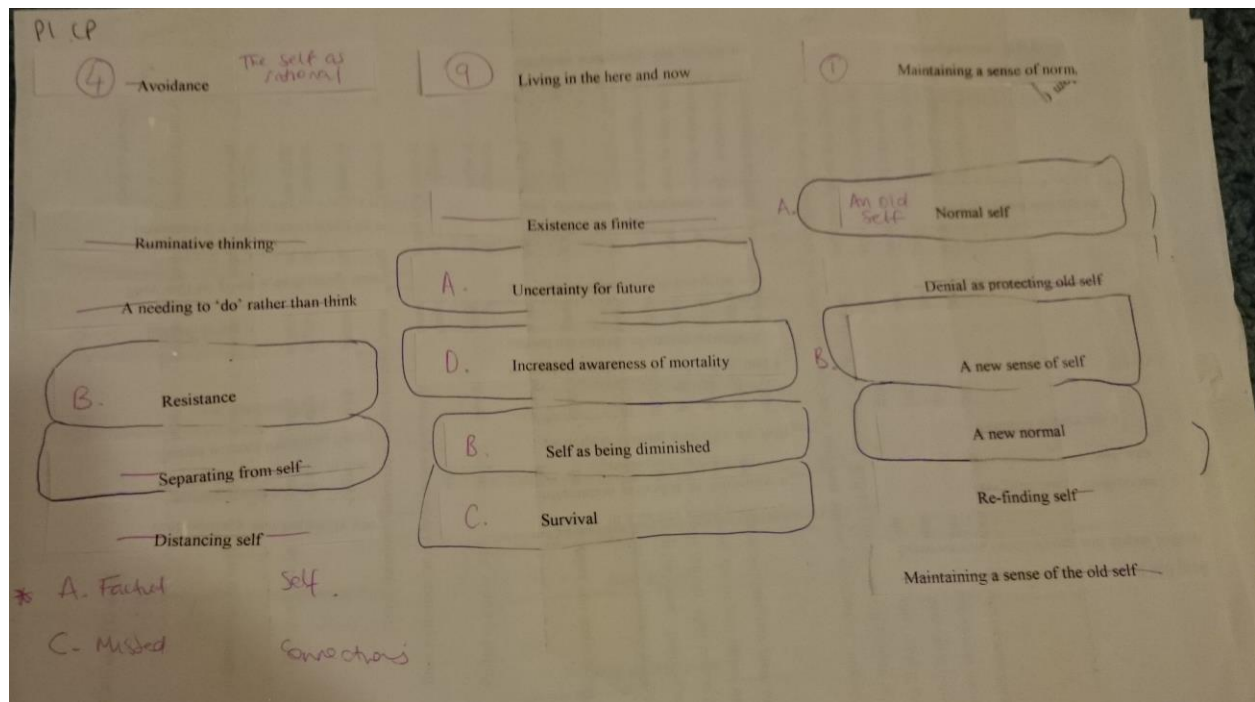 P1 CP
④ Avoidance The self as rational
Ruminative thinking
A needing to 'do' rather than think
B. Resistance
Separating from self
Distancing self
* A. Factual Self.
C- Missed Connections
⑨ Living in the here and now
Existence as finite
A. Uncertainty for future
D. Increased awareness of mortality
B. Self as being diminished
C. Survival
① Maintaining a sense of norm.
A. An old self Normal self
Denial as protecting old self
B. A new sense of self
A new normal
Re-finding self
Maintaining a sense of the old self